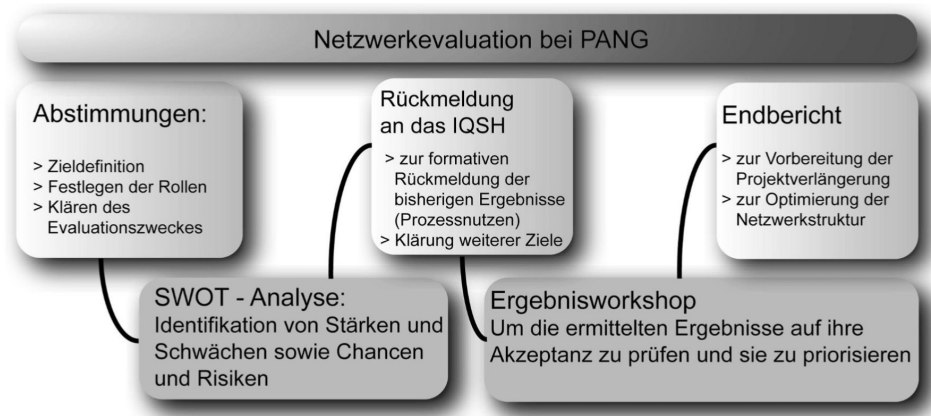 Netzwerkevaluation bei PANG
Abstimmungen:
> Zieldefinition
> Festlegen der Rollen
> Klären des
Evaluationszweckes
SWOT - Analyse:
Identifikation von Stärken und
Schwächen sowie Chancen
und Risiken
Rückmeldung
an das IQSH
> zur formativen
Rückmeldung der
bisherigen Ergebnisse
(Prozessnutzen)
> Klärung weiterer Ziele
Ergebnisworkshop
Um die ermittelten Ergebnisse auf ihre
Akzeptanz zu prüfen und sie zu priorisieren
Endbericht
> zur Vorbereitung der
Projektverlängerung
> zur Optimierung der
Netzwerkstruktur